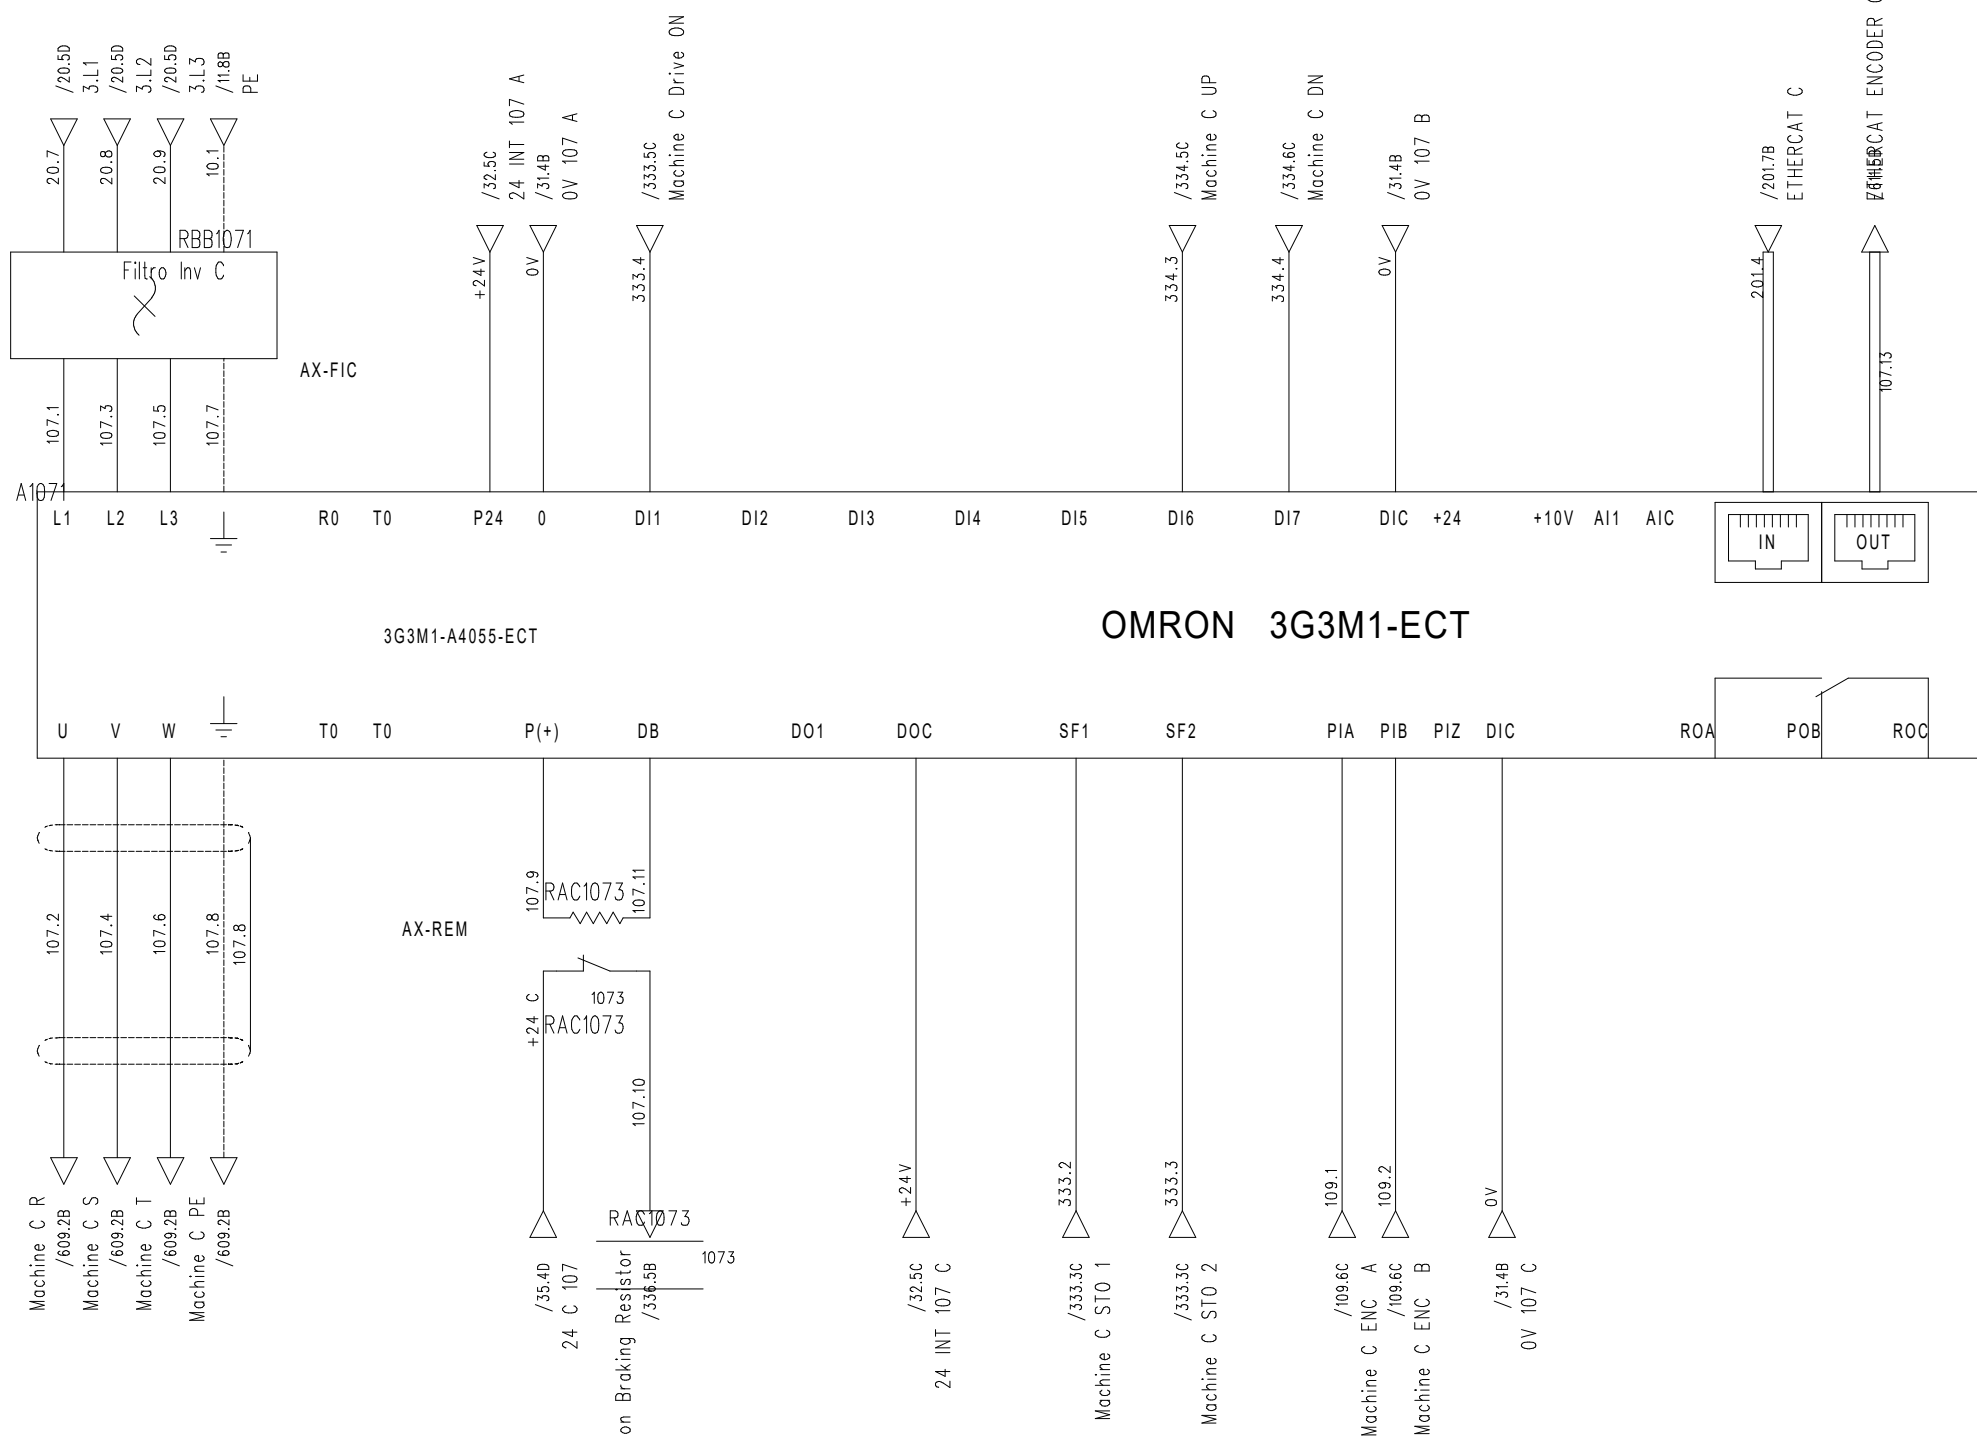 /20.5D
3.L1
/20.5D
3.L2
/20.5D
3.L3
/11.8B
PE
/32.5C
24 INT 107 A
/31.4B
0V 107 A
/333.5C
Machine C Drive ON
/334.5C
Machine C UP
/334.6C
Machine C DN
/31.4B
0V 107 B
/201.7B
ETHERCAT C
ETHERCAT ENCODER
20.7
20.8
20.9
10.1
+24V
0V
333.4
334.3
334.4
0V
201.4
107.13
RBB1071
Filtro Inv C
AX-FIC
107.1
107.3
107.5
107.7
A1071
L1
L2
L3
R0
T0
P24
0
DI1
DI2
DI3
DI4
DI5
DI6
DI7
DIC
+24
+10V
AI1
AIC
IN
OUT
3G3M1-A4055-ECT
OMRON 3G3M1-ECT
U
V
W
T0
T0
P(+)
DB
DO1
DOC
SF1
SF2
PIA
PIB
PIZ
DIC
ROA
POB
ROC
107.2
107.4
107.6
107.8
107.8
AX-REM
107.9
RAC1073
107.11
+24 C
1073
RAC1073
107.10
+24V
333.2
333.3
109.1
109.2
0V
Machine C R
/609.2B
Machine C S
/609.2B
Machine C T
/609.2B
Machine C PE
/609.2B
/35.4D
24 C 107
RAC1073
1073
on Braking Resistor
/336.5B
/32.5C
24 INT 107 C
/333.3C
Machine C STO 1
/333.3C
Machine C STO 2
/109.6C
Machine C ENC A
/109.6C
Machine C ENC B
/31.4B
0V 107 C